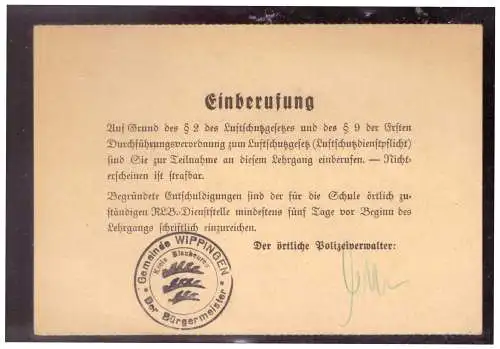 Einberufung
Auf Grund des § 2 des Luftschutzgesetzes und des § 9 der Ersten
Durchführungsverordnung zum Luftschutzgesetz (Luftschutzdienstpflicht)
sind Sie zur Teilnahme an diesem Lehrgang einberufen. — Nicht-
erscheinen ist strafbar.
Begründete Entschuldigungen sind der für die Schule örtlich zu-
ständigen RLB.-Dienststelle mindestens fünf Tage vor Beginn des
Lehrgangs schriftlich einzureichen.
Der örtliche Polizeiverwalter:
Gemeinde WIPPINGEN
Kreis Blaubeuren
Der Bürgermeister